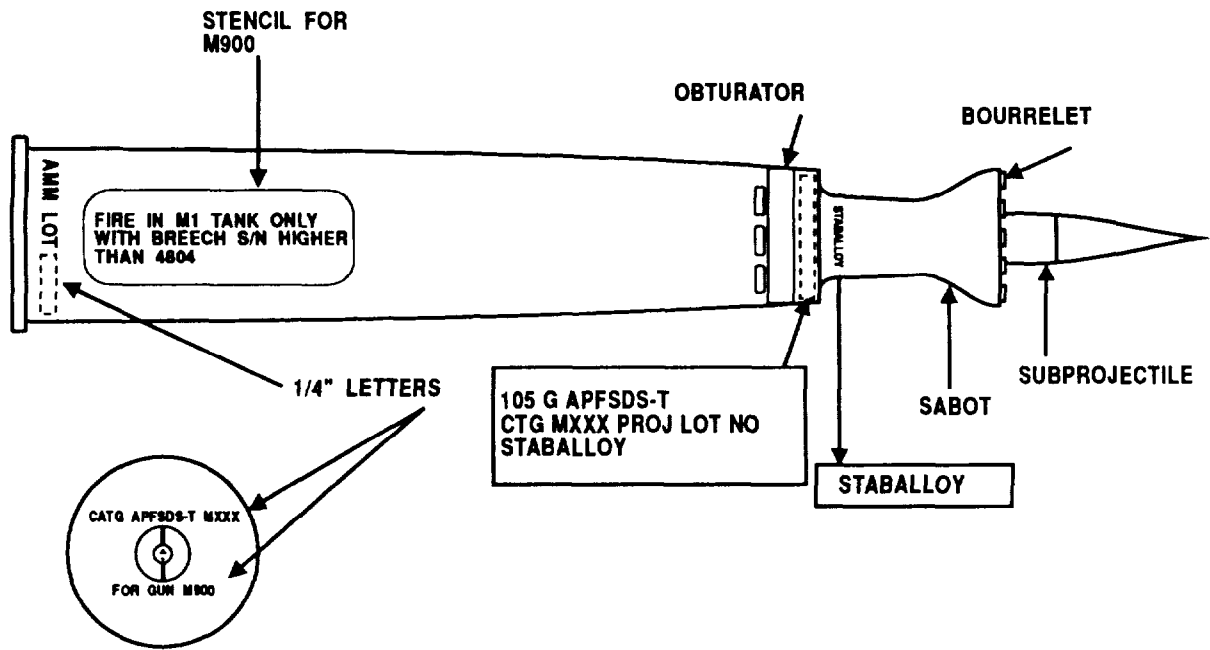 STENCIL FOR
M900
OBTURATOR
BOURRELET
AMM LOT
FIRE IN M1 TANK ONLY
WITH BREECH S/N HIGHER
THAN 4804
STABALLOY
1/4" LETTERS
105 G APFSDS-T
CTG MXXX PROJ LOT NO
STABALLOY
SABOT
SUBPROJECTILE
STABALLOY
CATG APFSDS-T MXXX
FOR GUN M900